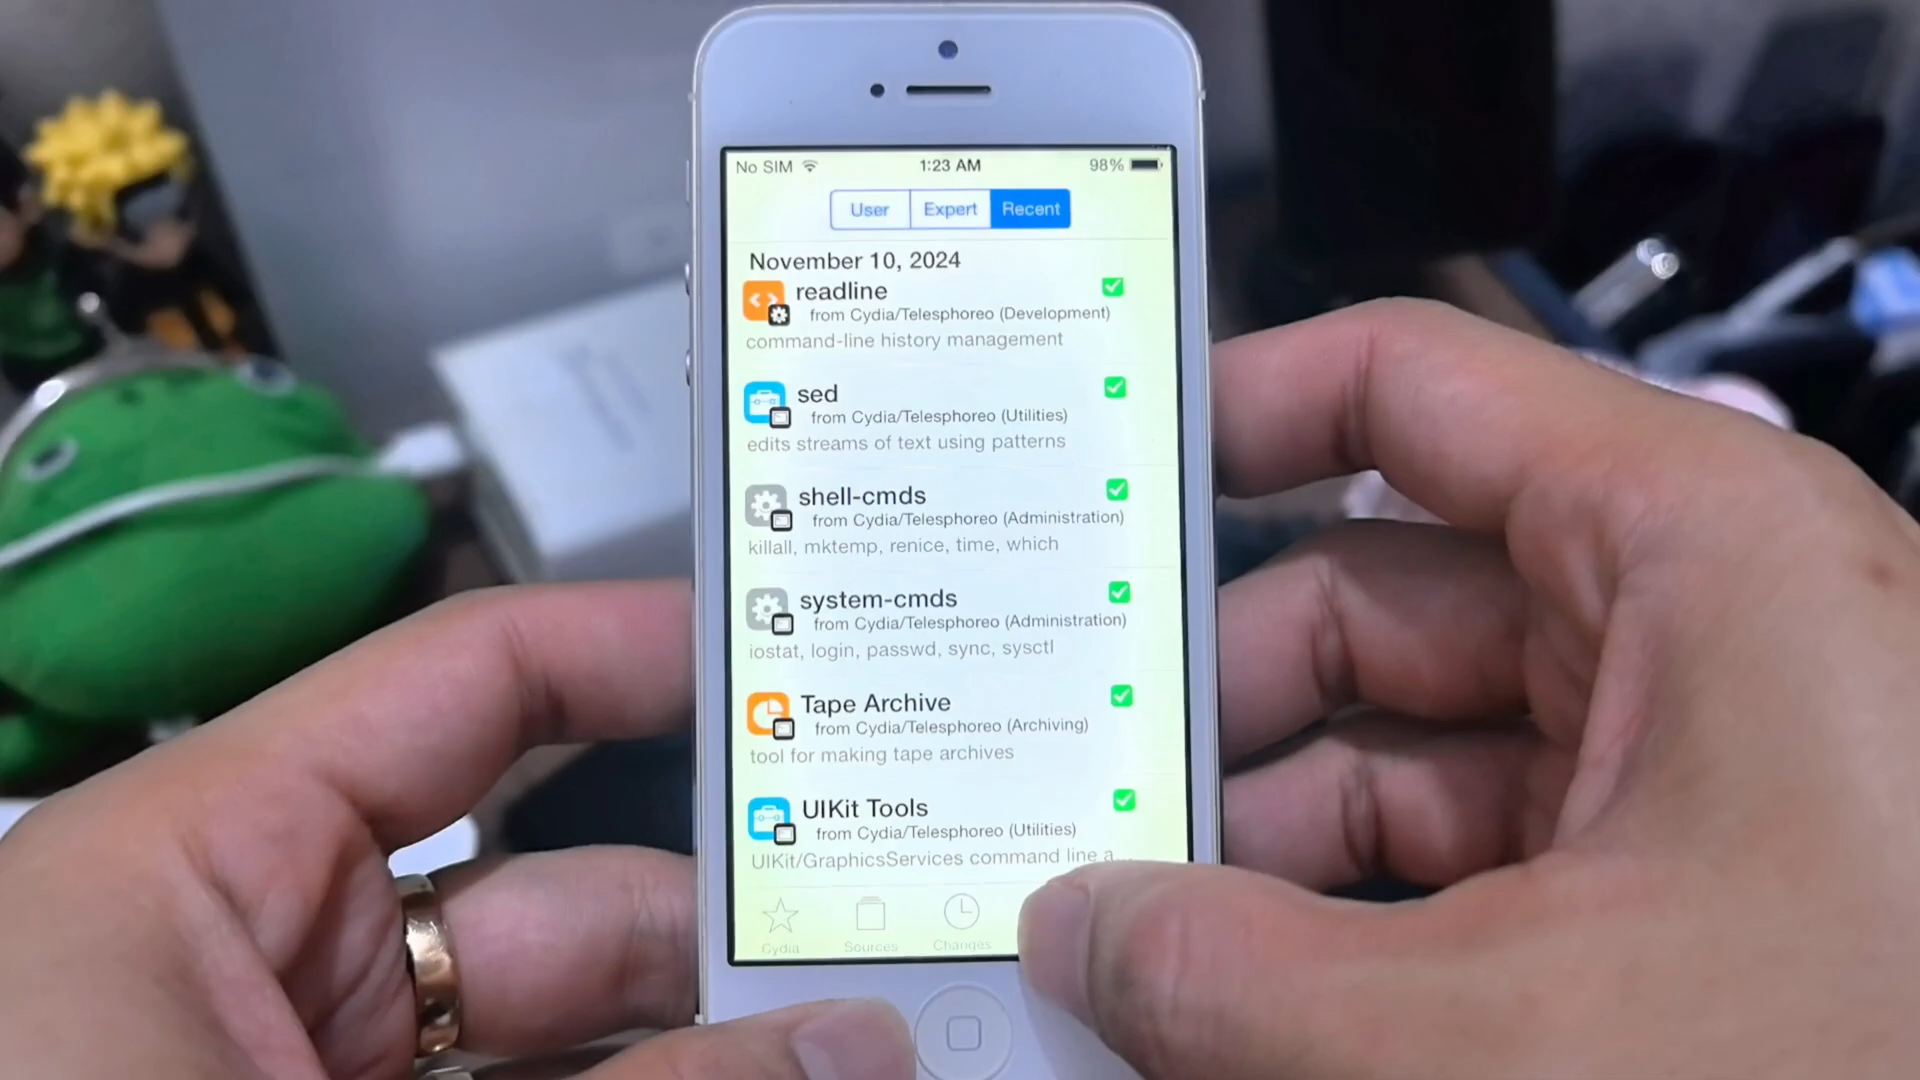 No SIM 1:23 AM 98%
User Expert Recent
November 10, 2024
readline
from Cydia/Telesphoreo (Development)
command-line history management
sed
from Cydia/Telesphoreo (Utilities)
edits streams of text using patterns
shell-cmds
from Cydia/Telesphoreo (Administration)
killall, mktemp, renice, time, which
system-cmds
from Cydia/Telesphoreo (Administration)
iostat, login, passwd, sync, sysctl
Tape Archive
from Cydia/Telesphoreo (Archiving)
tool for making tape archives
UIKit Tools
from Cydia/Telesphoreo (Utilities)
UIKit/GraphicsServices command line a...
Cydia Sources Changes